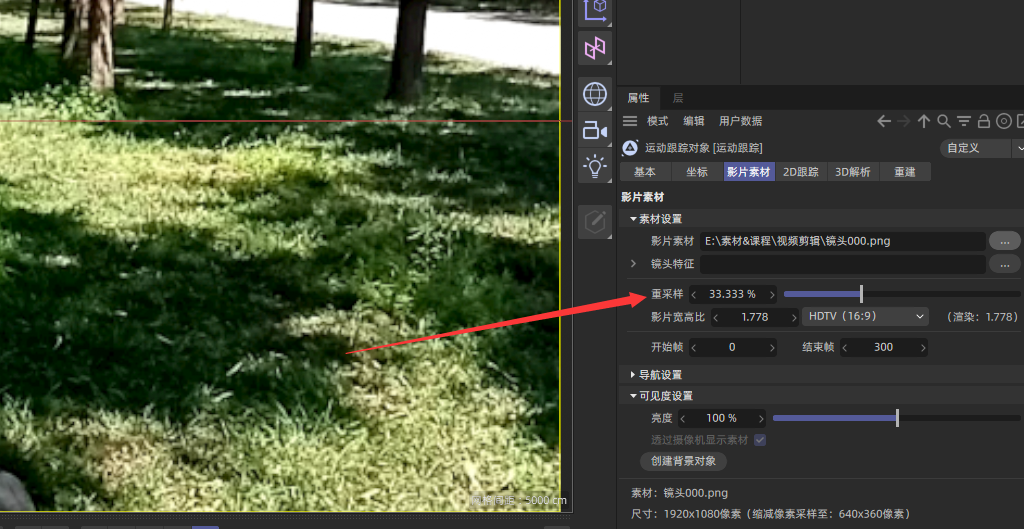 属性 层
模式 编辑 用户数据
运动跟踪对象 [运动跟踪] 自定义
基本 坐标 影片素材 2D跟踪 3D解析 重建
影片素材
素材设置
影片素材 E:\素材&课程\视频剪辑\镜头000.png ...
镜头特征 ...
重采样 33.333 %
影片宽高比 1.778 HDTV（16:9） （渲染：1.778）
开始帧 0 结束帧 300
导航设置
可见度设置
亮度 100 %
透过摄像机显示素材
创建背景对象
素材：镜头000.png
尺寸：1920x1080像素（缩减像素采样至：640x360像素）
网格间距：5000 cm